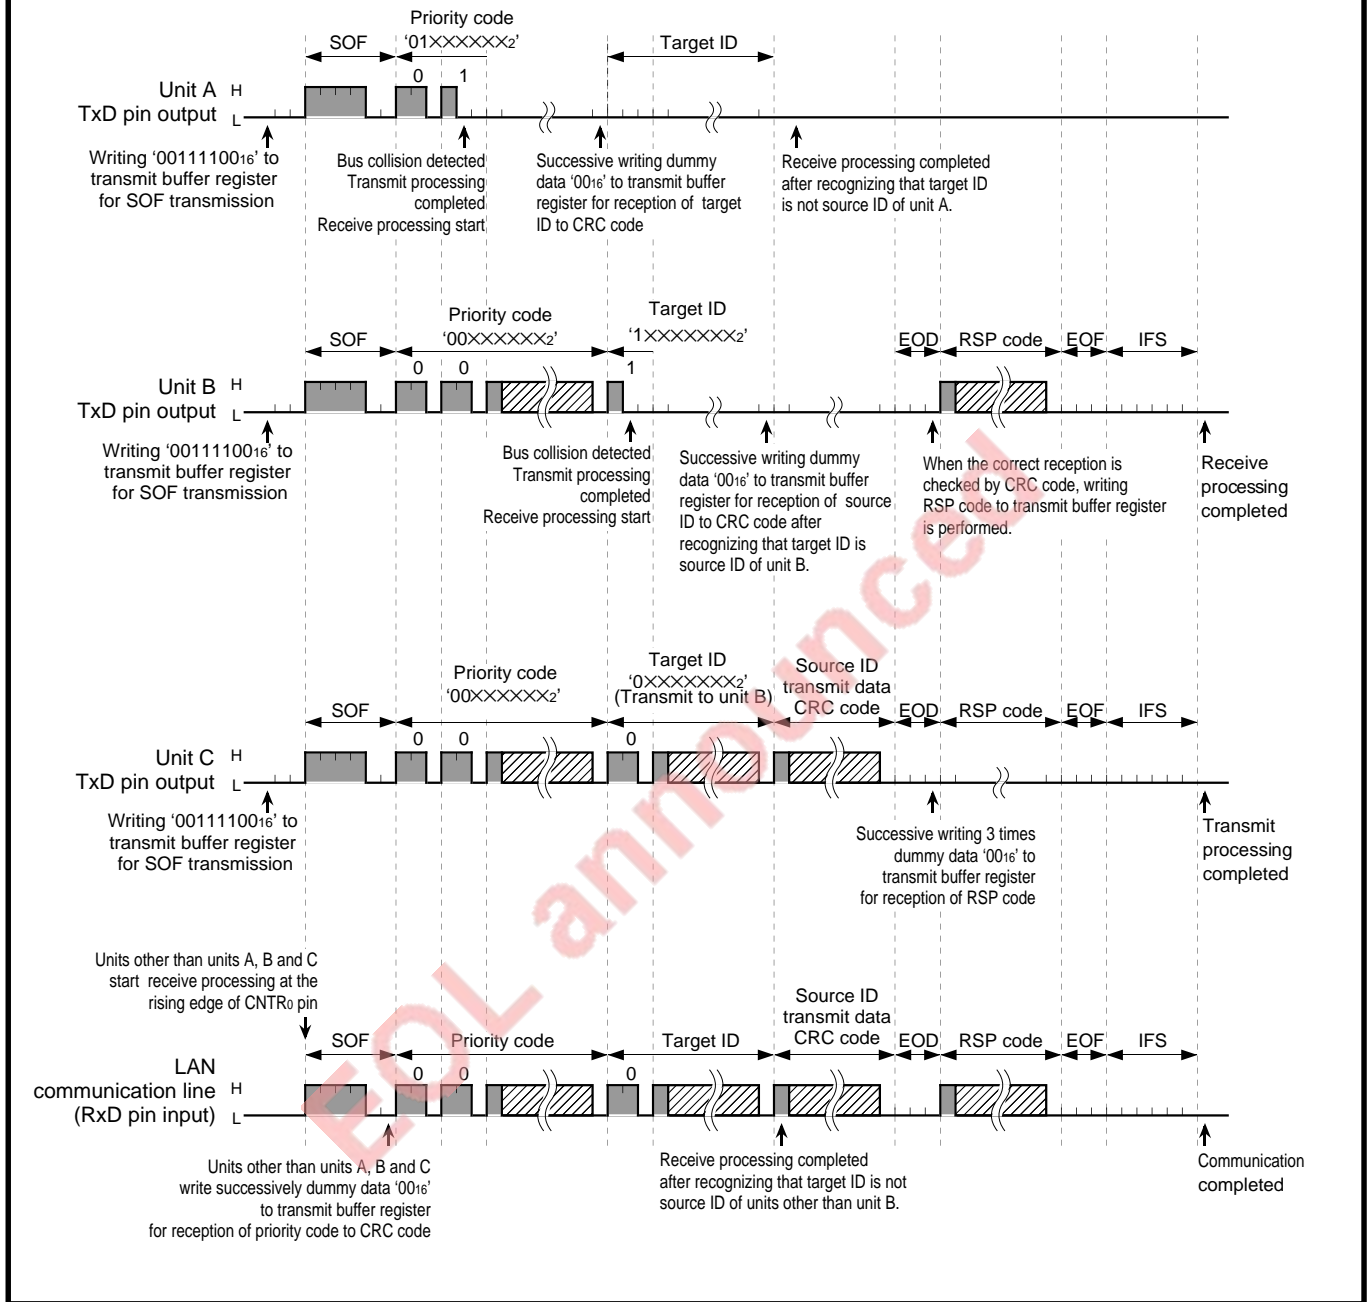 Priority code
SOF
‘01XXXXXX2’
Target ID
0 1
Unit A H
TxD pin output L
Writing ‘0011110016’ to
transmit buffer register
for SOF transmission
Bus collision detected
Transmit processing
completed
Receive processing start
Successive writing dummy
data ‘0016’ to transmit buffer
register for reception of target
ID to CRC code
Receive processing completed
after recognizing that target ID
is not source ID of unit A.
Priority code
Target ID
SOF
‘00XXXXXX2’
‘1XXXXXXX2’
EOD RSP code EOF IFS
0 0 1
Unit B H
TxD pin output L
Writing ‘0011110016’ to
transmit buffer register
for SOF transmission
Bus collision detected
Transmit processing
completed
Receive processing start
Successive writing dummy
data ‘0016’ to transmit buffer
register for reception of source
ID to CRC code after
recognizing that target ID is
source ID of unit B.
When the correct reception is
checked by CRC code, writing
RSP code to transmit buffer register
is performed.
Receive
processing
completed
Priority code
‘00XXXXXX2’
Target ID
‘0XXXXXXX2’
(Transmit to unit B)
Source ID
transmit data
CRC code
SOF
EOD RSP code EOF IFS
0 0 0
Unit C H
TxD pin output L
Writing ‘0011110016’ to
transmit buffer register
for SOF transmission
Successive writing 3 times
dummy data ‘0016’ to
transmit buffer register
for reception of RSP code
Transmit
processing
completed
Units other than units A, B and C
start receive processing at the
rising edge of CNTR0 pin
Source ID
transmit data
CRC code
SOF Priority code Target ID
EOD RSP code EOF IFS
0 0 0
LAN
communication line H
(RxD pin input) L
Units other than units A, B and C
write successively dummy data ‘0016’
to transmit buffer register
for reception of priority code to CRC code
Receive processing completed
after recognizing that target ID is not
source ID of units other than unit B.
Communication
completed
EOL announced